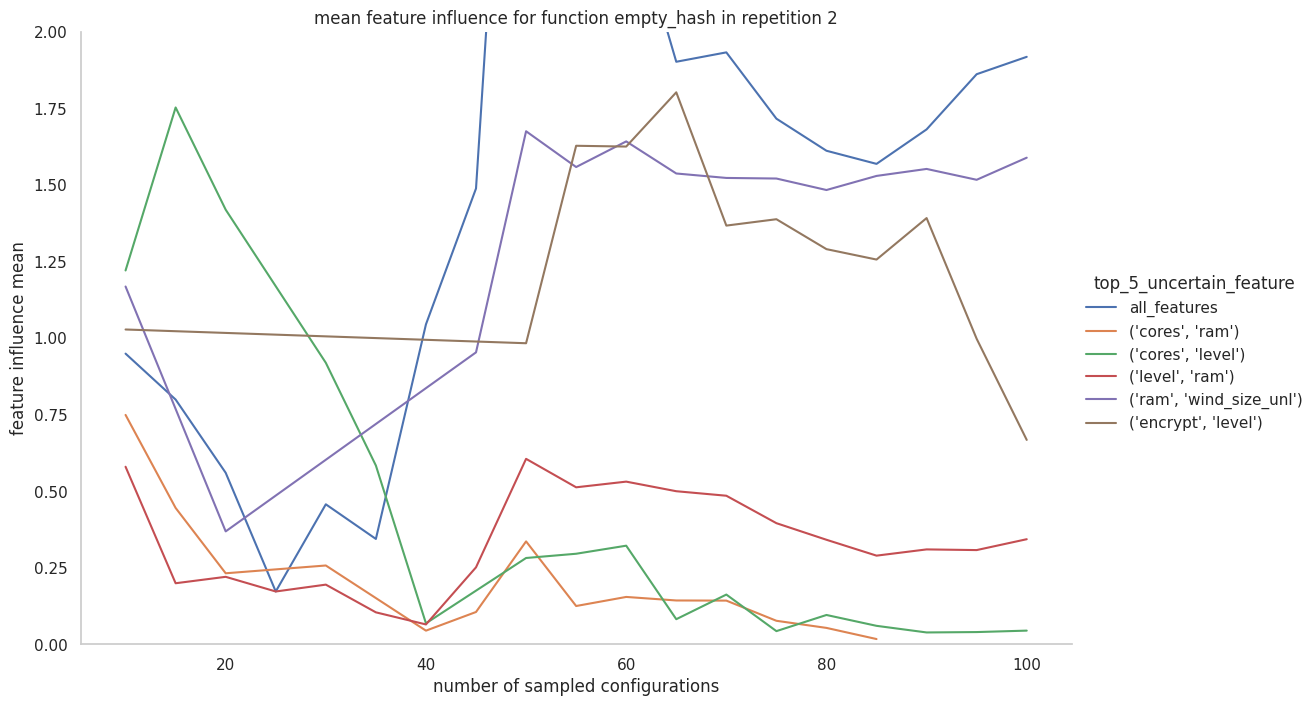 mean feature influence for function empty_hash in repetition 2
2.00
1.75
1.50
1.25
1.00
0.75
0.50
0.25
0.00
feature influence mean
20
40
60
80
100
number of sampled configurations
top_5_uncertain_feature
all_features
('cores', 'ram')
('cores', 'level')
('level', 'ram')
('ram', 'wind_size_unl')
('encrypt', 'level')